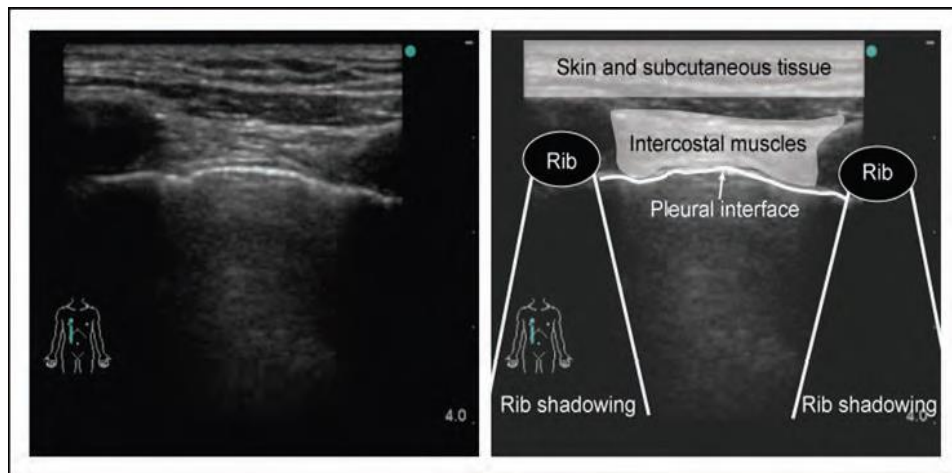 4.0
Skin and subcutaneous tissue
Intercostal muscles
Rib
Rib
Pleural interface
Rib shadowing
Rib shadowing
4.0